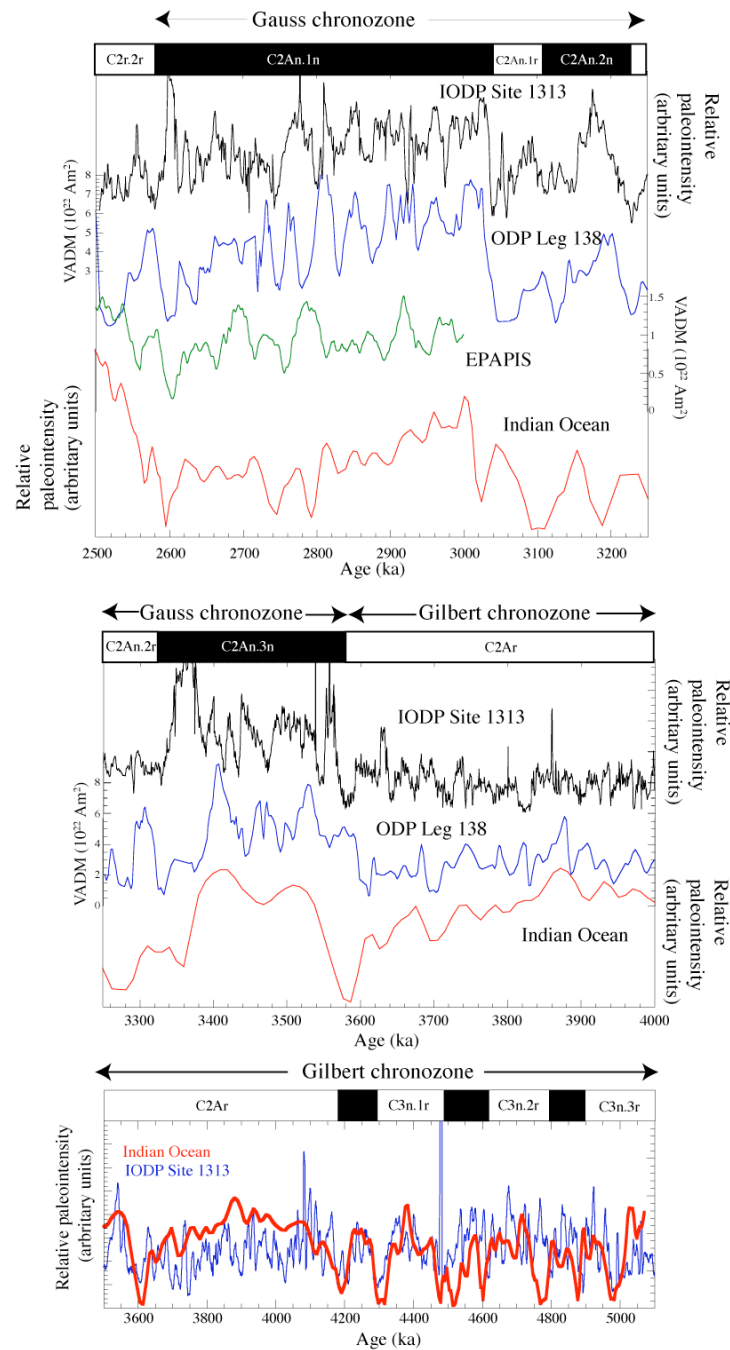 Gauss chronozone
C2r.2r
C2An.1n
C2An.1r
C2An.2n
IODP Site 1313
Relative
paleointensity
(arbritary units)
VADM (10²² Am²)
8
7
6
5
4
3
ODP Leg 138
1.5
1
0.5
0
VADM (10²² Am²)
EPAPIS
Indian Ocean
Relative
paleointensity
(arbritary units)
2500 2600 2700 2800 2900 3000 3100 3200
Age (ka)
Gauss chronozone
Gilbert chronozone
C2An.2r
C2An.3n
C2Ar
IODP Site 1313
Relative
paleointensity
(arbritary units)
VADM (10²² Am²)
8
6
4
2
0
ODP Leg 138
Indian Ocean
Relative
paleointensity
(arbritary units)
3300 3400 3500 3600 3700 3800 3900 4000
Age (ka)
Gilbert chronozone
C2Ar
C3n.1r
C3n.2r
C3n.3r
Relative paleointensity
(arbritary units)
Indian Ocean
IODP Site 1313
3600 3800 4000 4200 4400 4600 4800 5000
Age (ka)